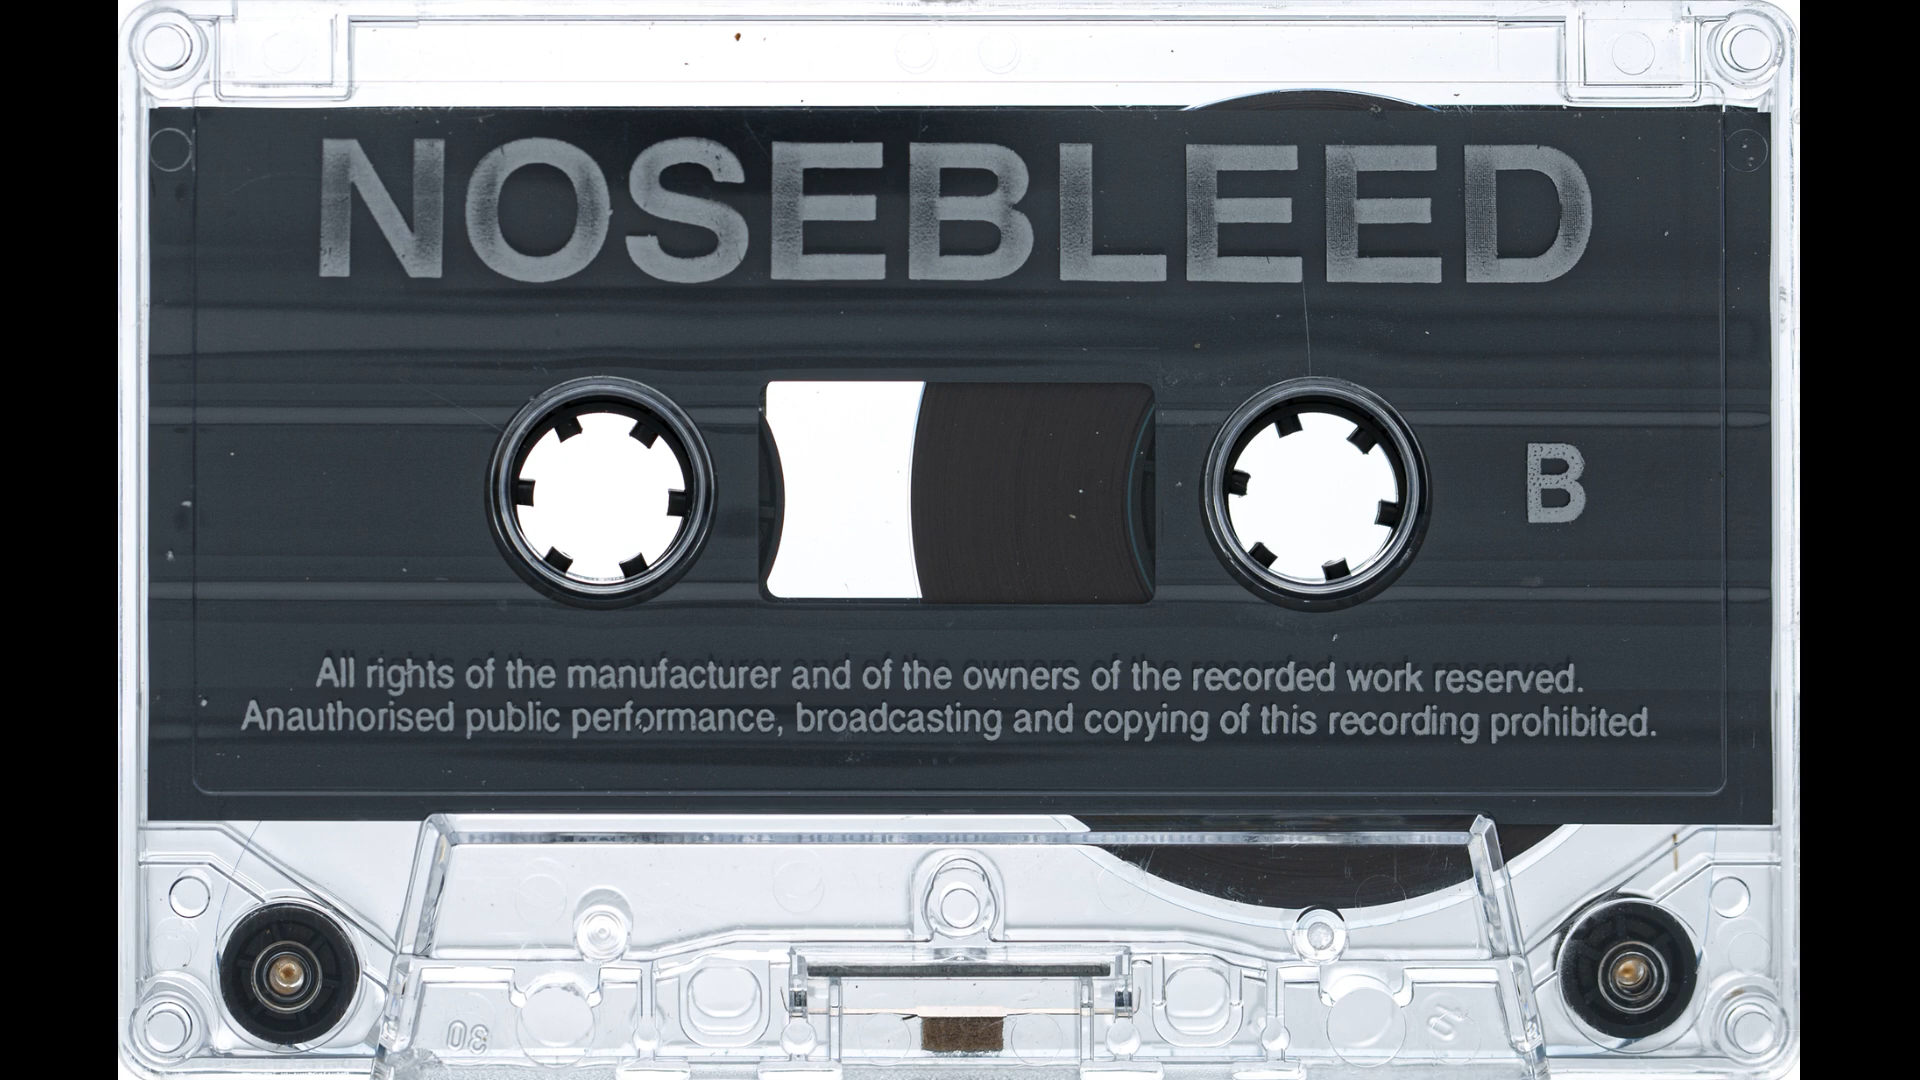 NOSEBLEED
B
All rights of the manufacturer and of the owners of the recorded work reserved.
Anauthorised public performance, broadcasting and copying of this recording prohibited.